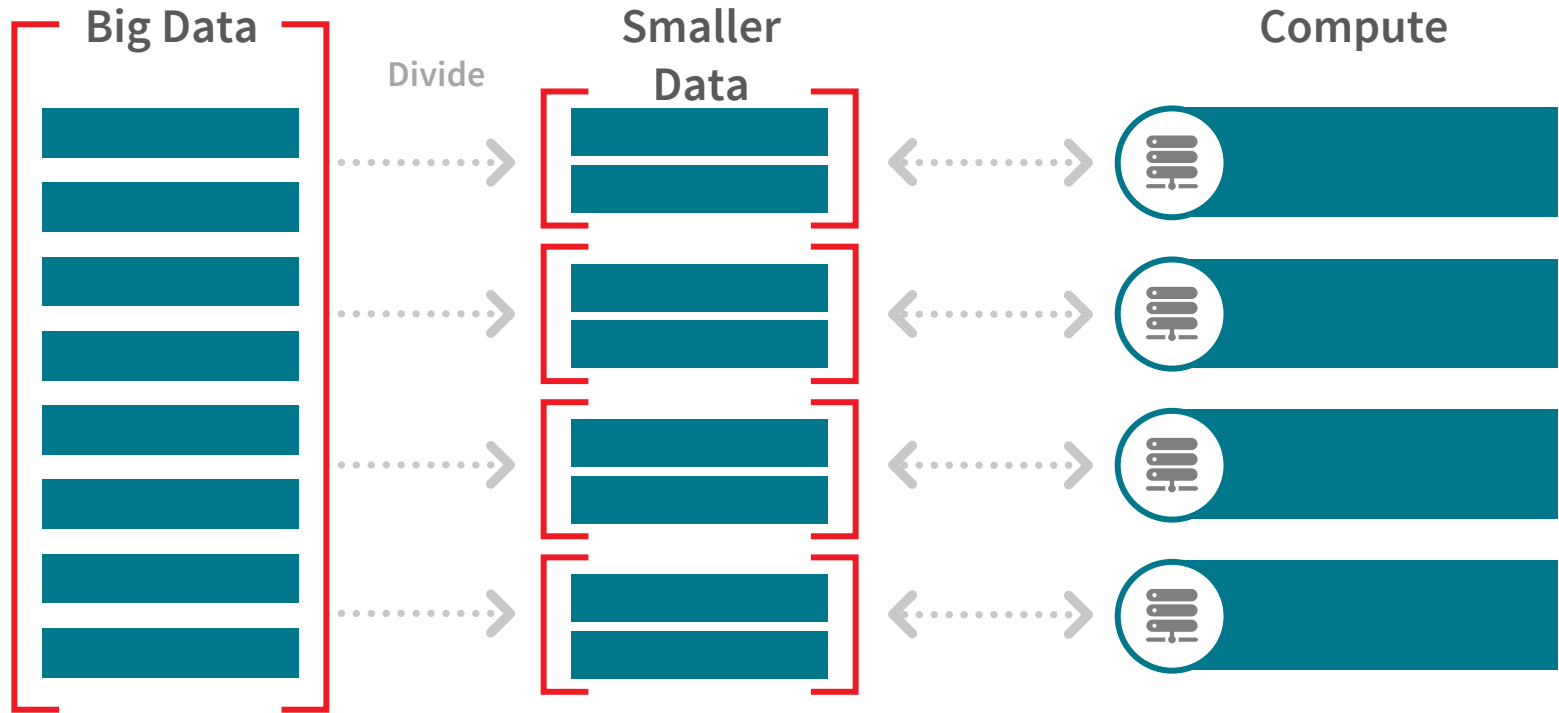 Big Data
Divide
Smaller
Data
Compute